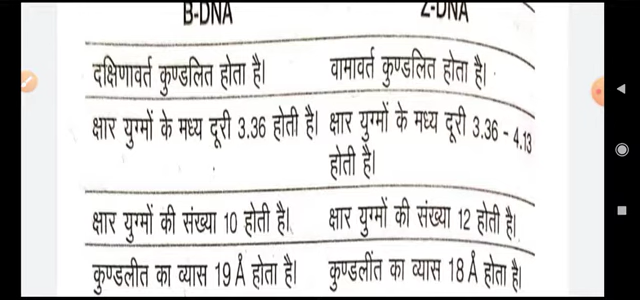 B-DNA Z-DNA
दक्षिणावर्त कुण्डलित होता है। वामावर्त कुण्डलित होता है।
क्षार युग्मों के मध्य दूरी 3.36 होती है। क्षार युग्मों के मध्य दूरी 3.36 - 4.13
होती है।
क्षार युग्मों की संख्या 10 होती है। क्षार युग्मों की संख्या 12 होती है।
कुण्डलीत का व्यास 19 Å होता है। कुण्डलींत का व्यास 18 Å होता है।